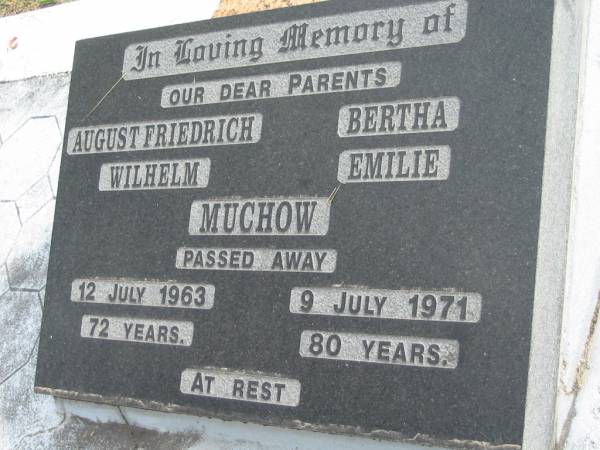 In Loving Memory of
OUR DEAR PARENTS
AUGUST FRIEDRICH BERTHA
WILHELM EMILIE
MUCHOW
PASSED AWAY
12 JULY 1963 9 JULY 1971
72 YEARS. 80 YEARS.
AT REST